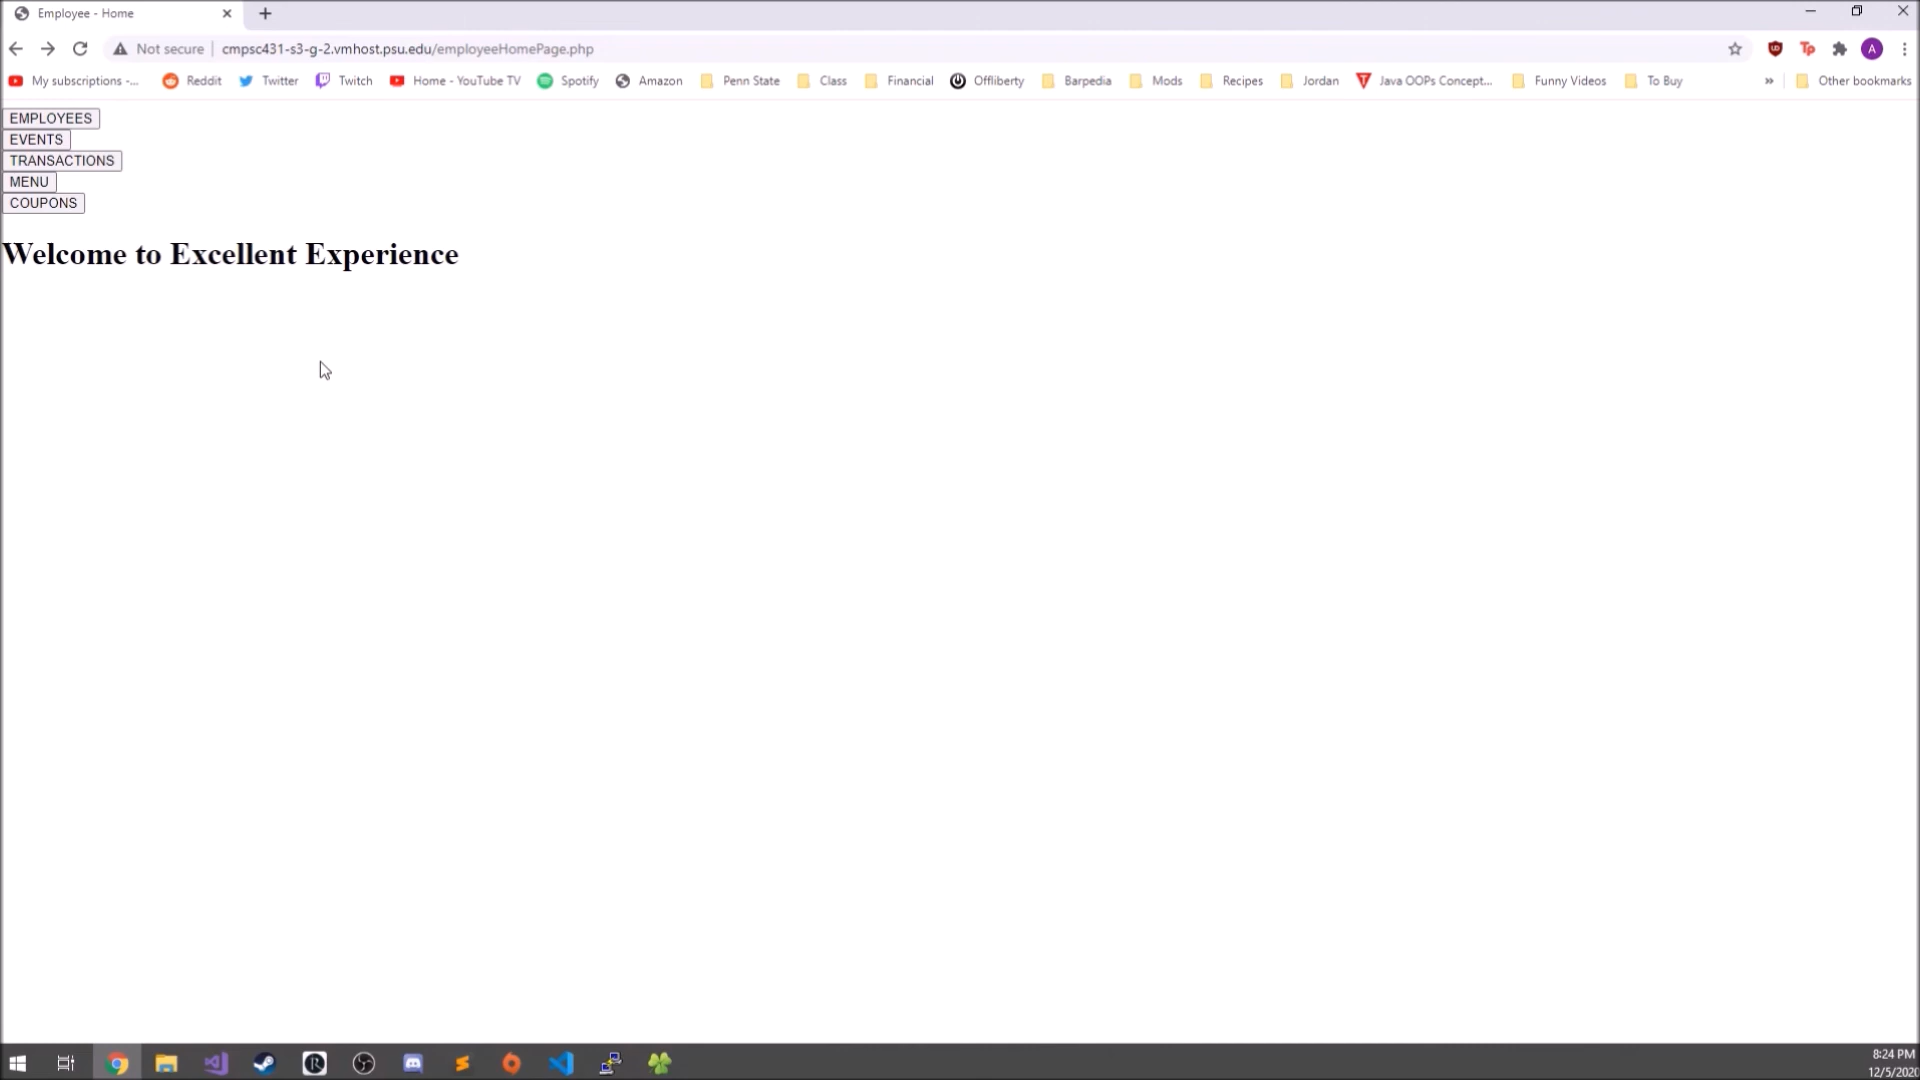 Employee - Home
Not secure cmpsc431-s3-g-2.vmhost.psu.edu/employeeHomePage.php
Tp A
My subscriptions -... Reddit Twitter Twitch Home - YouTube TV Spotify Amazon Penn State Class Financial Offliberty Barpedia Mods Recipes Jordan Java OOPs Concept... Funny Videos To Buy » Other bookmarks
EMPLOYEES
EVENTS
TRANSACTIONS
MENU
COUPONS
Welcome to Excellent Experience
8:24 PM
12/5/2020